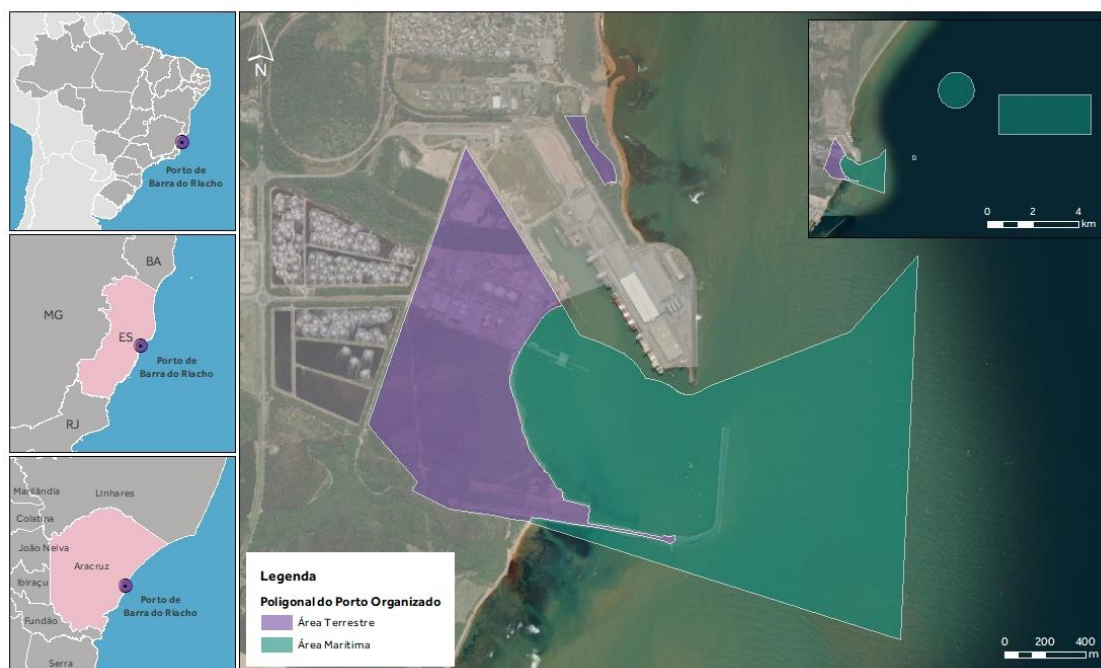 Porto de
Barra do Riacho
BA
MG
ES
Porto de
Barra do Riacho
RJ
Marilândia
Linhares
Colatina
João Neiva
Aracruz
Ibiraçu
Porto de
Barra do Riacho
Fundão
Serra
N
0 2 4
km
Legenda
Poligonal do Porto Organizado
Área Terrestre
Área Marítima
0 200 400
m